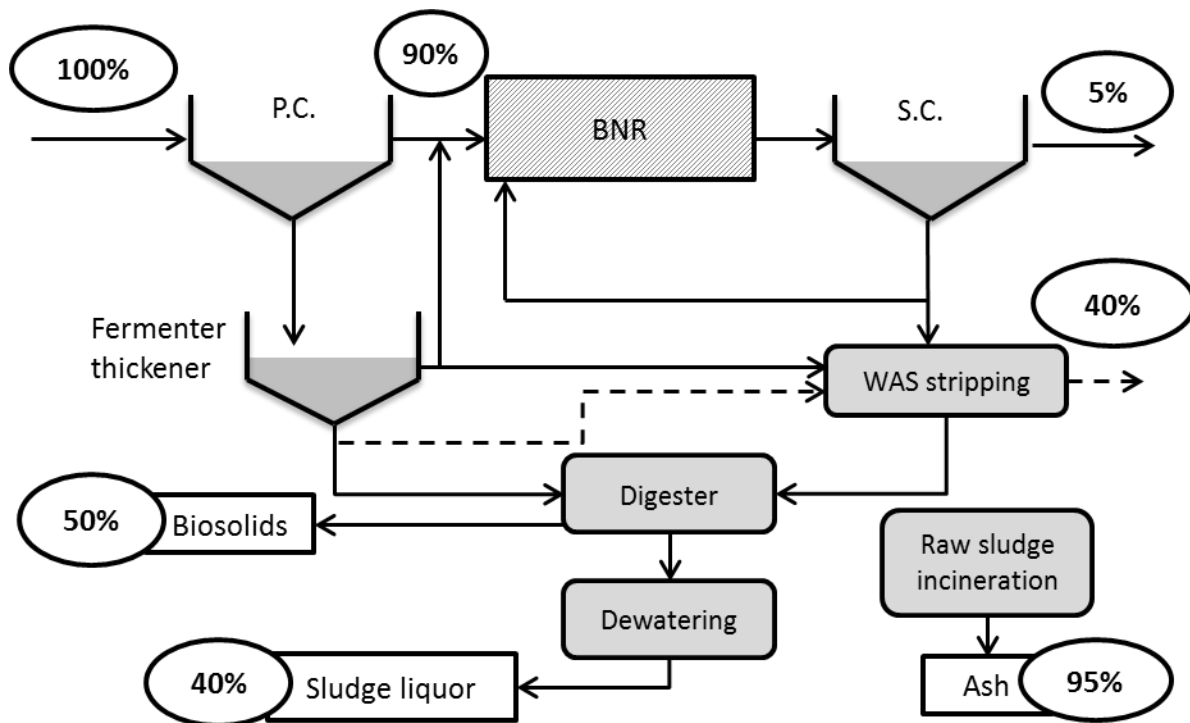 100%
P.C.
90%
BNR
S.C.
5%
Fermenter
thickener
40%
WAS stripping
50%
Biosolids
Digester
Raw sludge
incineration
Dewatering
40%
Sludge liquor
Ash
95%